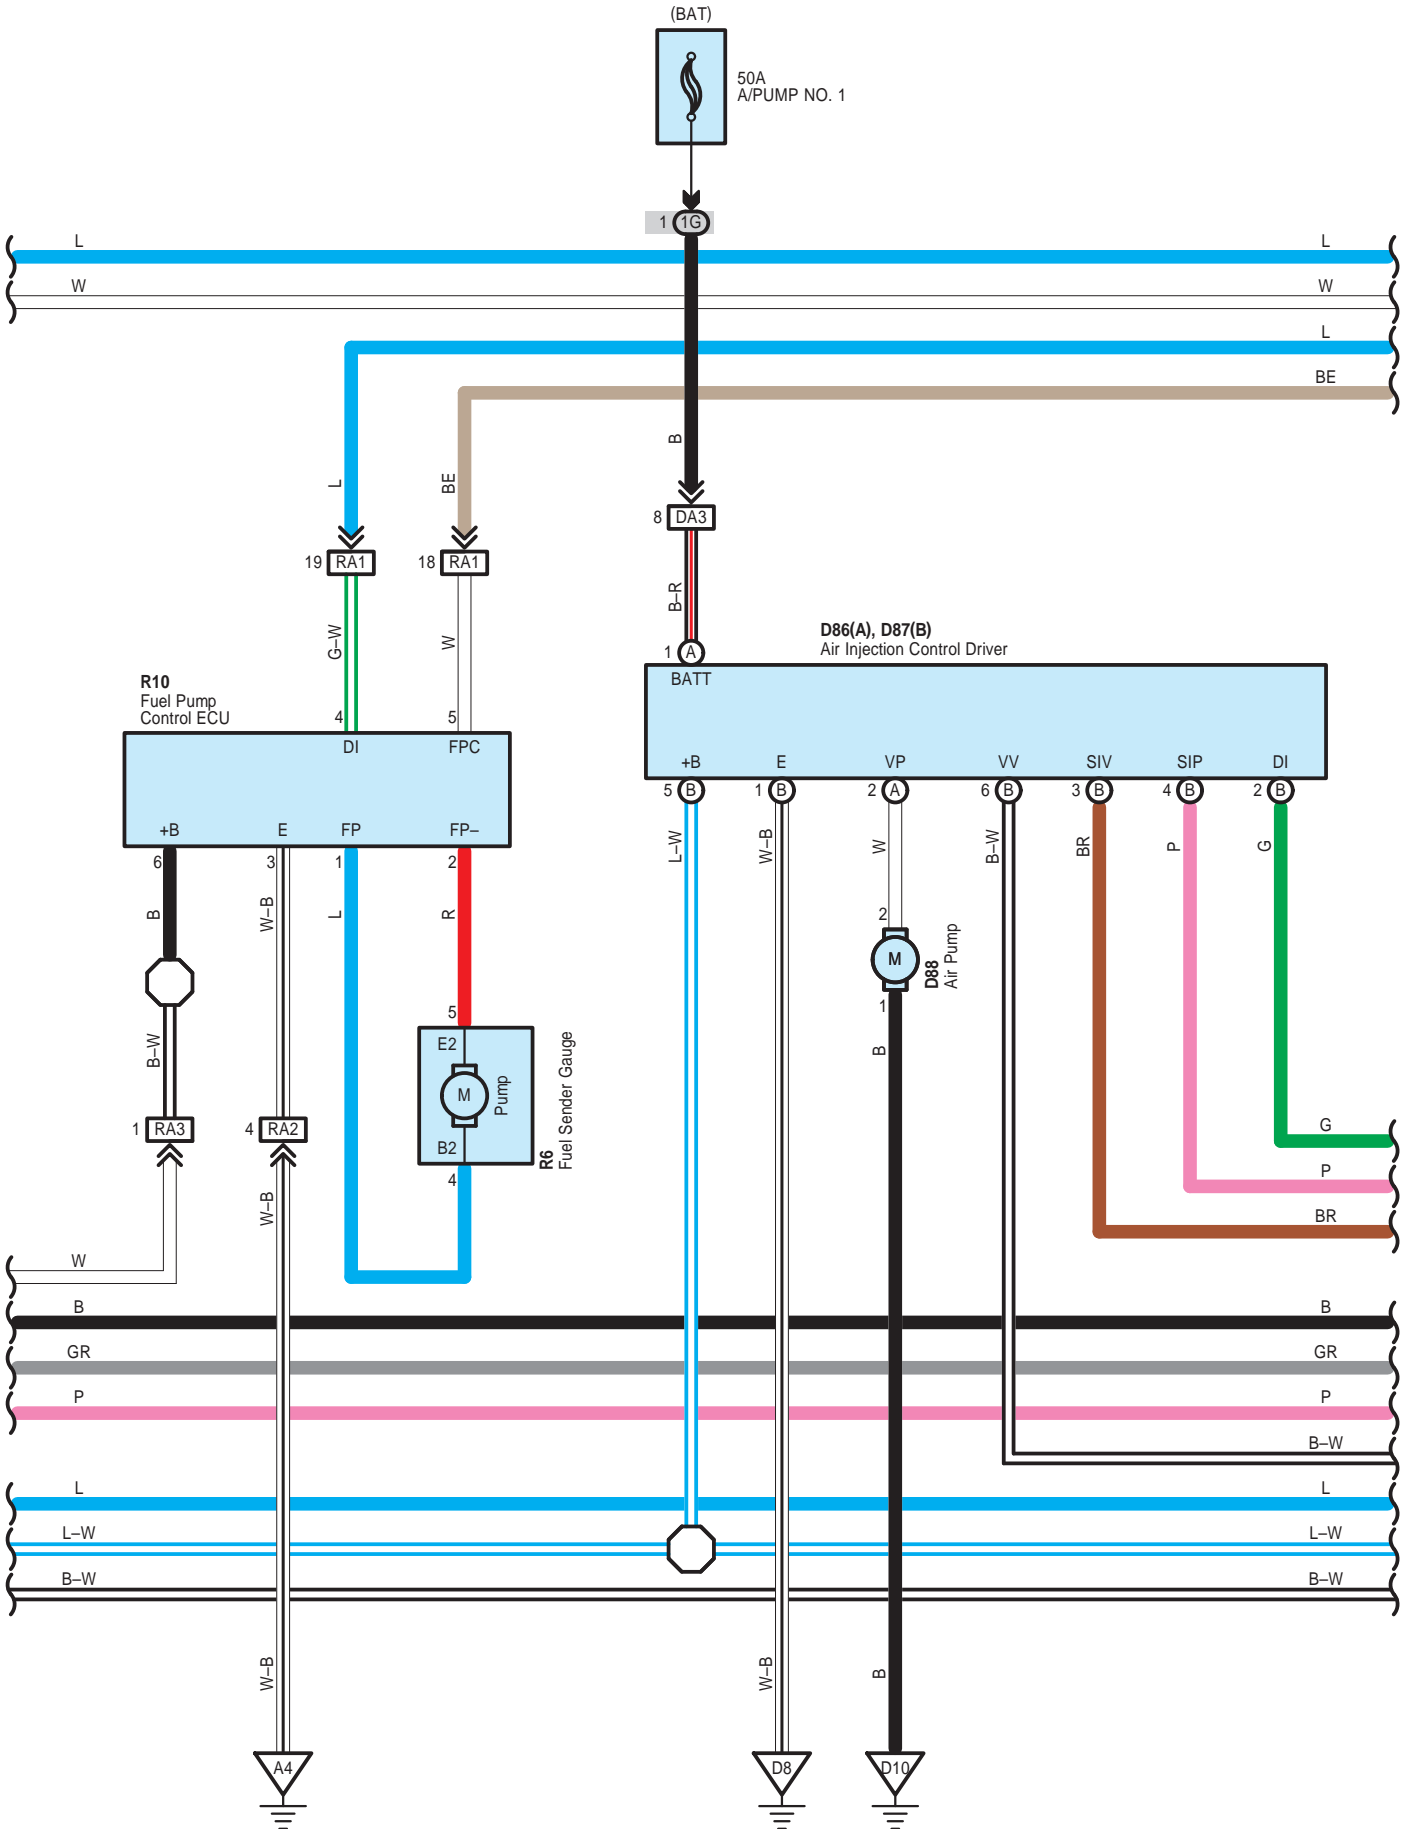 (BAT)
50A
A/PUMP NO. 1
1 1G
L L
W W
L
BE
B
L BE
8 DA3
19 RA1 18 RA1
B–R
G–W W
D86(A), D87(B)
Air Injection Control Driver
1 A
BATT
R10
Fuel Pump
Control ECU
4 5
DI FPC
+B E VP VV SIV SIP DI
5 B 1 B 2 A 6 B 3 B 4 B 2 B
+B E FP FP–
L–W W–B W B–W BR P G
6 3 1 2
B W–B L R
2
M
D88
Air Pump
1
5
E2
B
B–W
M
Pump
R6
Fuel Sender Gauge
1 RA3 4 RA2
B2
4
G
P
W–B
BR
W
B B
GR GR
P P
B–W
L L
L–W L–W
B–W B–W
W–B W–B B
A4 D8 D10